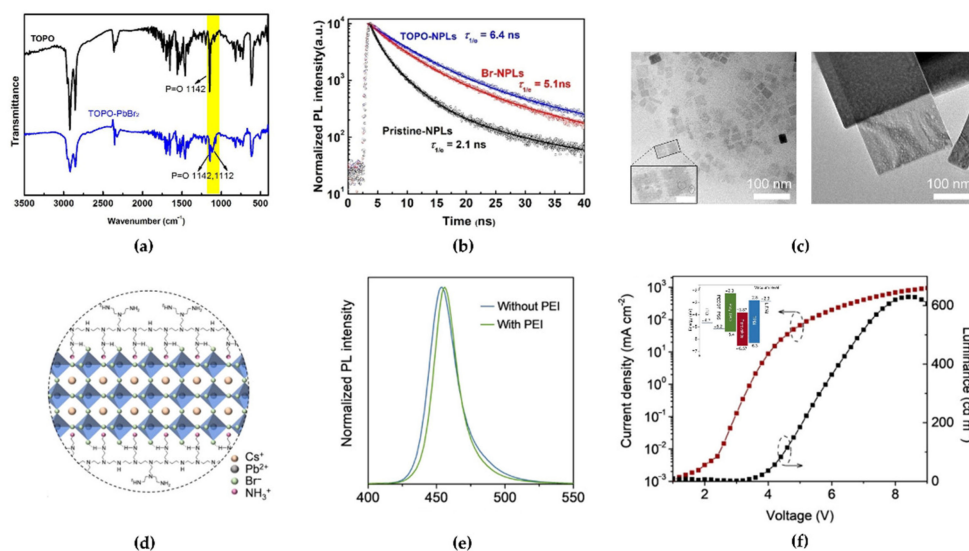 TOPO
P=O 1142
TOPO-PbBr₂
P=O 1142,1112
Transmittance
3500 3000 2500 2000 1500 1000 500
Wavenumber (cm⁻¹)
(a)
Normalized PL intensity(a.u.)
10⁴
10³
10²
10¹
TOPO-NPLs τ1/e = 6.4 ns
Br-NPLs
τ1/e = 5.1ns
Pristine-NPLs
τ1/e = 2.1 ns
0 5 10 15 20 25 30 35 40
Time (ns)
(b)
100 nm
100 nm
(c)
Cs⁺
Pb²⁺
Br⁻
NH₃⁺
(d)
Normalized PL intensity
Without PEI
With PEI
400 450 500 550
(e)
Current density (mA cm⁻²)
10³
10²
10¹
10⁰
10⁻¹
10⁻²
10⁻³
600
400
200
0
Luminance (cd m⁻²)
2 4 6 8
Voltage (V)
(f)